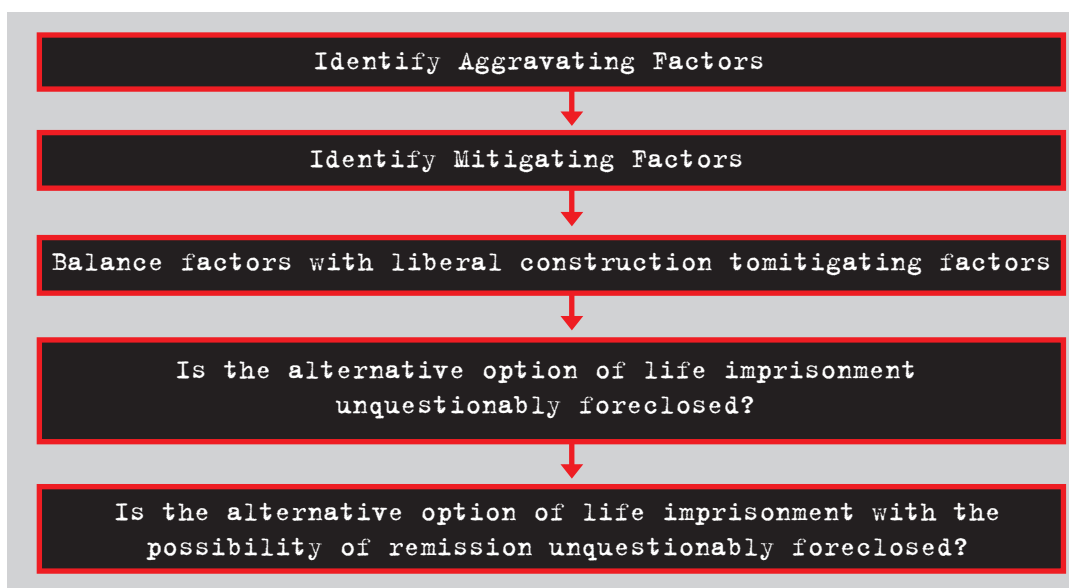 Identify Aggravating Factors
Identify Mitigating Factors
Balance factors with liberal construction tomitigating factors
Is the alternative option of life imprisonment
unquestionably foreclosed?
Is the alternative option of life imprisonment with the
possibility of remission unquestionably foreclosed?